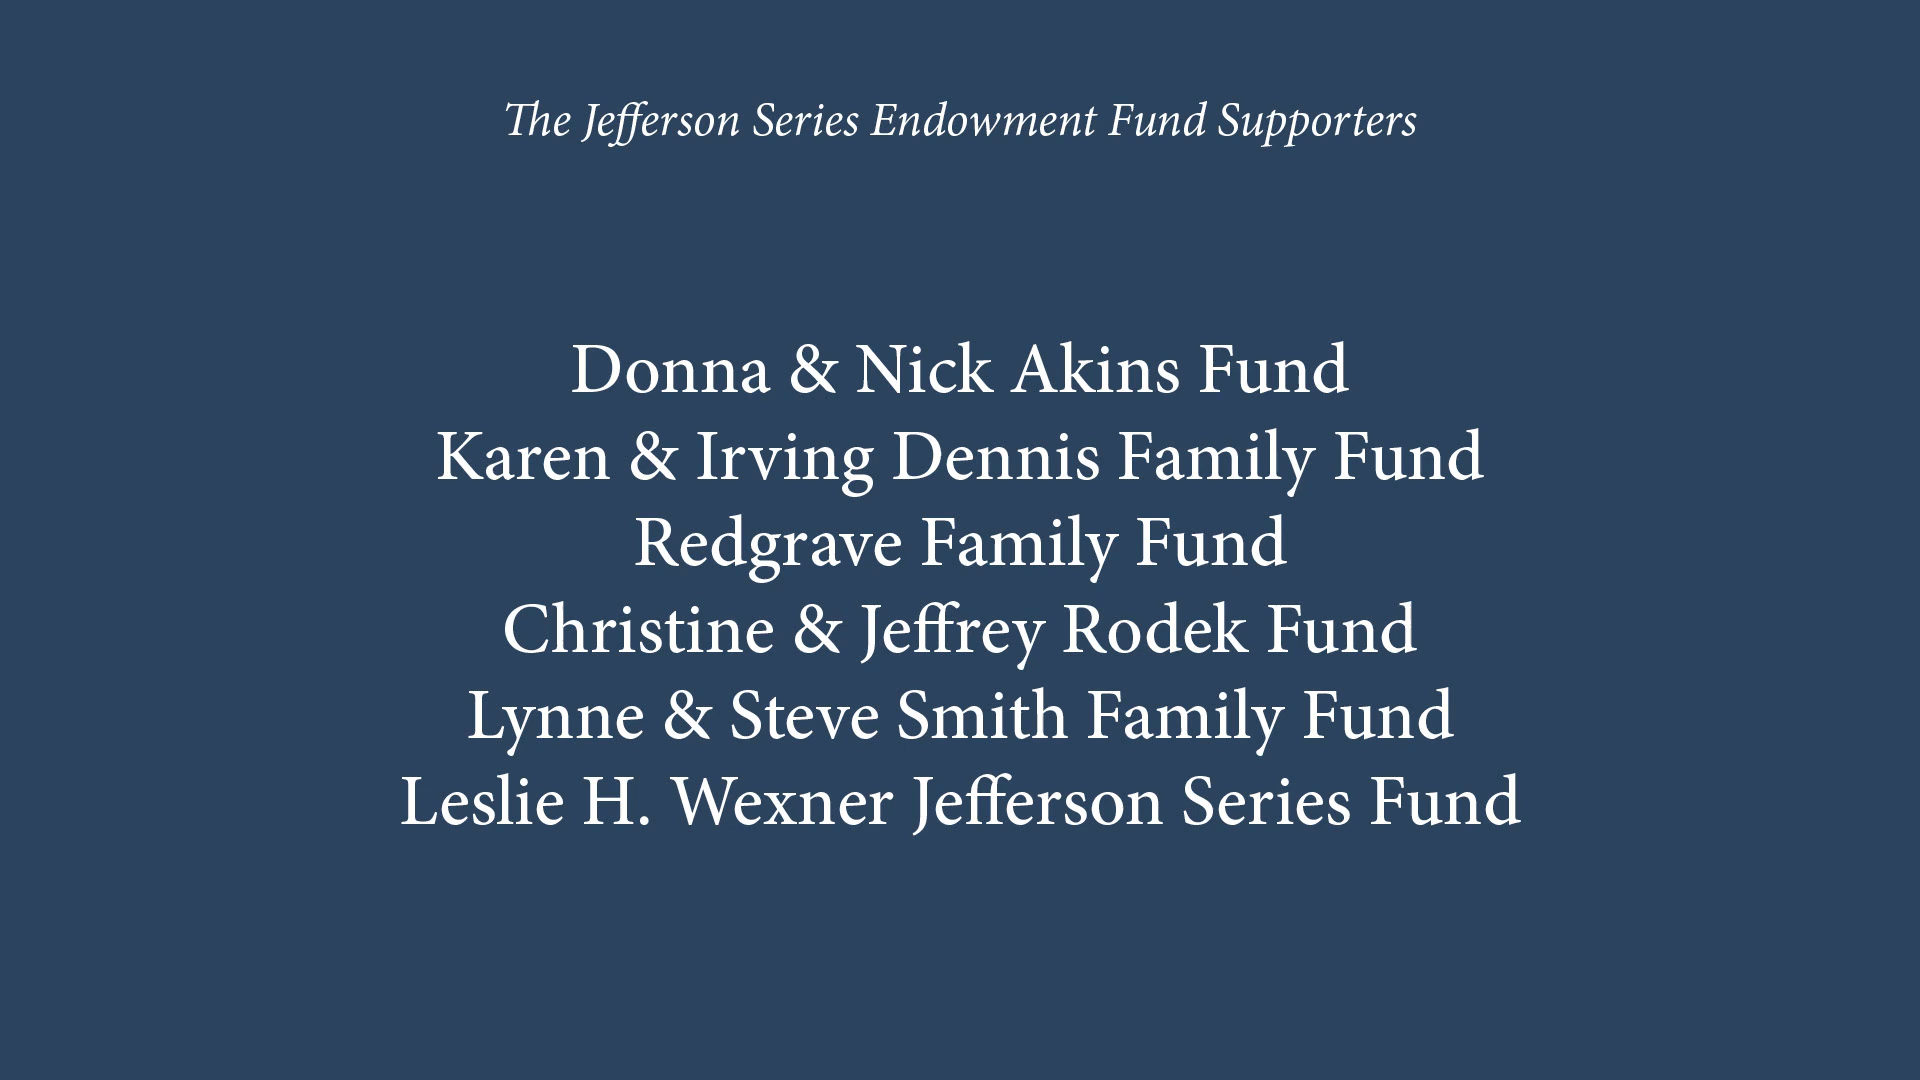 The Jefferson Series Endowment Fund Supporters
Donna & Nick Akins Fund
Karen & Irving Dennis Family Fund
Redgrave Family Fund
Christine & Jeffrey Rodek Fund
Lynne & Steve Smith Family Fund
Leslie H. Wexner Jefferson Series Fund